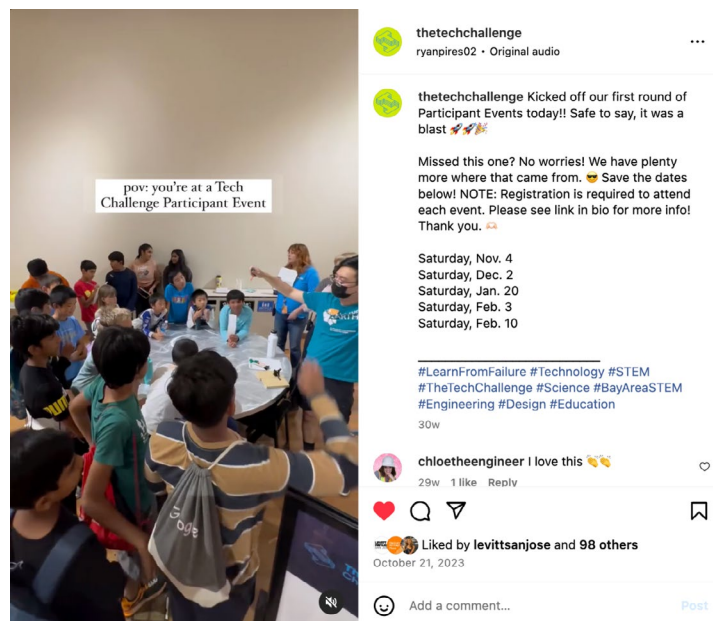 pov: you're at a Tech
Challenge Participant Event
Google
thetechchallenge
ryanpires02 • Original audio
thetechchallenge Kicked off our first round of
Participant Events today!! Safe to say, it was a
blast 🚀🚀🎉
Missed this one? No worries! We have plenty
more where that came from. 😎 Save the dates
below! NOTE: Registration is required to attend
each event. Please see link in bio for more info!
Thank you. 🫶🏻
Saturday, Nov. 4
Saturday, Dec. 2
Saturday, Jan. 20
Saturday, Feb. 3
Saturday, Feb. 10
#LearnFromFailure #Technology #STEM
#TheTechChallenge #Science #BayAreaSTEM
#Engineering #Design #Education
30w
chloetheengineer I love this 👏👏
29w 1 like Reply
Liked by levittsanjose and 98 others
October 21, 2023
Add a comment...
Post